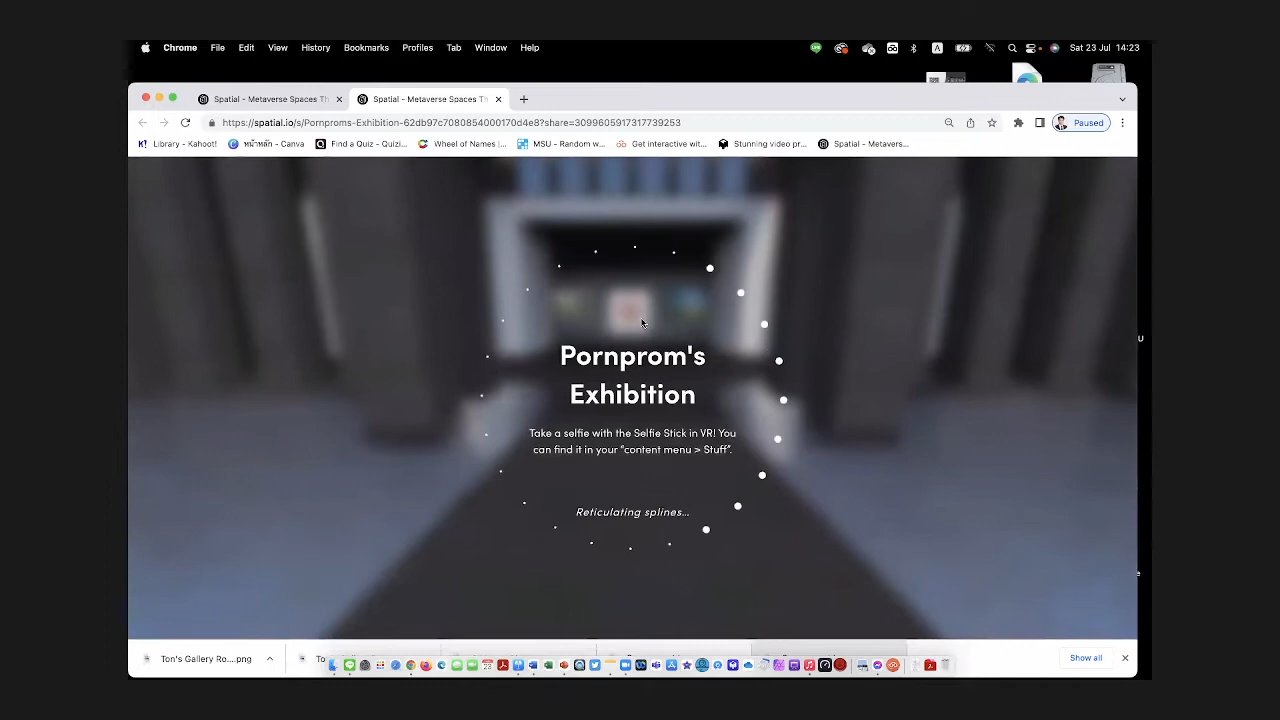 Chrome File Edit View History Bookmarks Profiles Tab Window Help
A Sat 23 Jul 14:23
Spatial - Metaverse Spaces Th
Spatial - Metaverse Spaces Th
https://spatial.io/s/Pornproms-Exhibition-62db97c7080854000170d4e8?share=3099605917317739253
Paused
Library - Kahoot! หน้าหลัก - Canva Find a Quiz - Quizi... Wheel of Names |... MSU - Random w... Get interactive wit... Stunning video pr... Spatial - Metavers...
Pornprom's
Exhibition
Take a selfie with the Selfie Stick in VR! You
can find it in your "content menu > Stuff".
Reticulating splines...
Ton's Gallery Ro....png
Show all